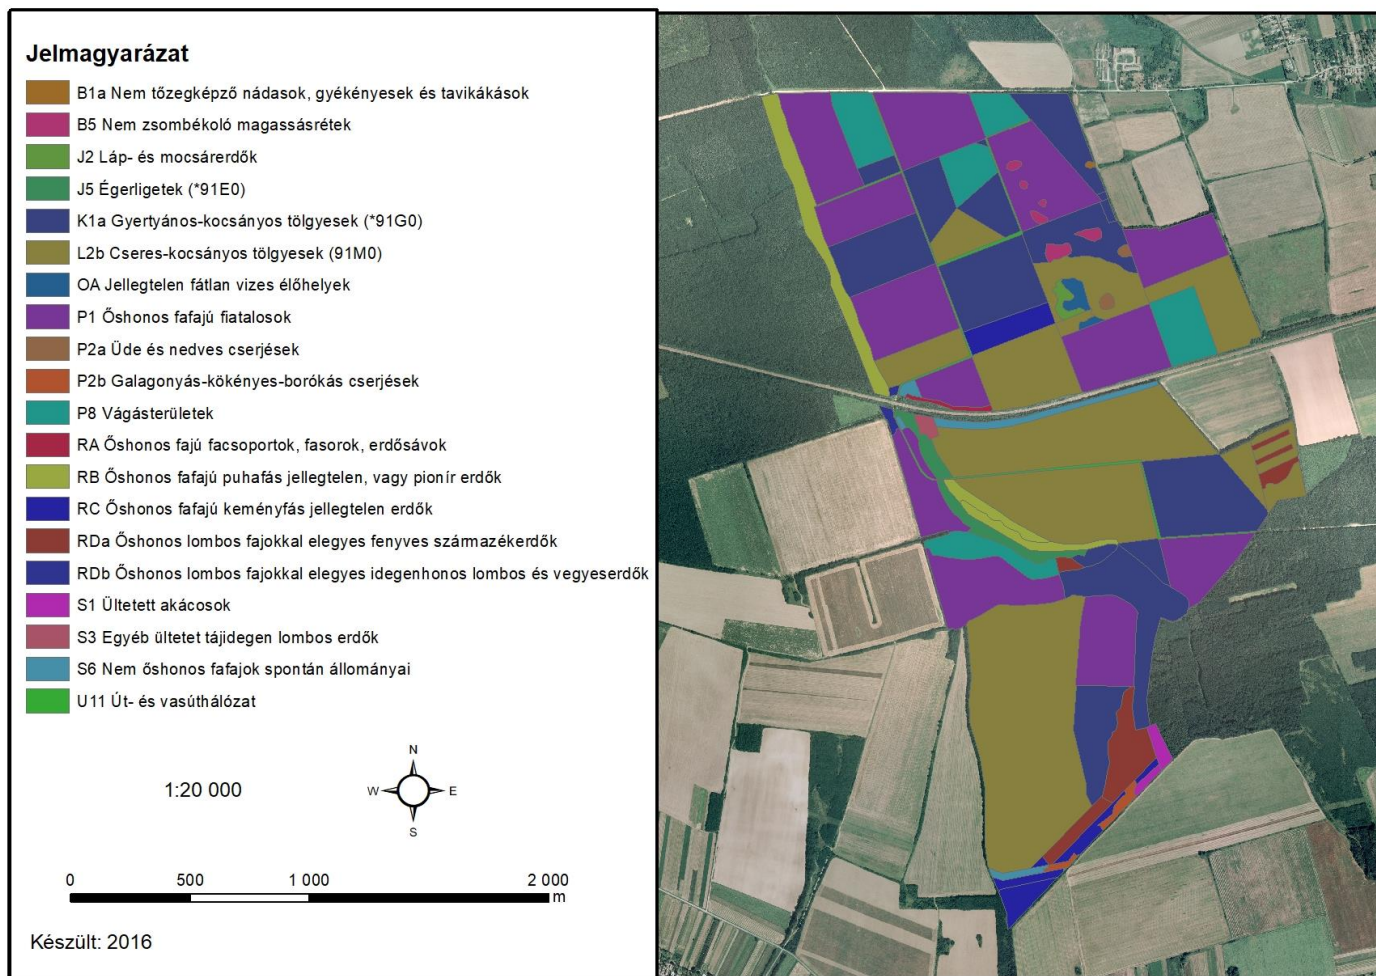 Jelmagyarázat
B1a Nem tőzegképző nádasok, gyékényesek és tavikákások
B5 Nem zsombékoló magassásrétek
J2 Láp- és mocsárerdők
J5 Égerligetek (*91E0)
K1a Gyertyános-kocsányos tölgyesek (*91G0)
L2b Cseres-kocsányos tölgyesek (91M0)
OA Jellegtelen fátlan vizes élőhelyek
P1 Őshonos fafajú fiatalosok
P2a Üde és nedves cserjések
P2b Galagonyás-kökényes-borókás cserjések
P8 Vágásterületek
RA Őshonos fajú facsoportok, fasorok, erdősávok
RB Őshonos fafajú puhafás jellegtelen, vagy pionír erdők
RC Őshonos fafajú keményfás jellegtelen erdők
RDa Őshonos lombos fajokkal elegyes fenyves származékerdők
RDb Őshonos lombos fajokkal elegyes idegenhonos lombos és vegyeserdők
S1 Ültetett akácosok
S3 Egyéb ültetet tájidegen lombos erdők
S6 Nem őshonos fafajok spontán állományai
U11 Út- és vasúthálózat
1:20 000
N
W E
S
0 500 1 000 2 000
m
Készült: 2016